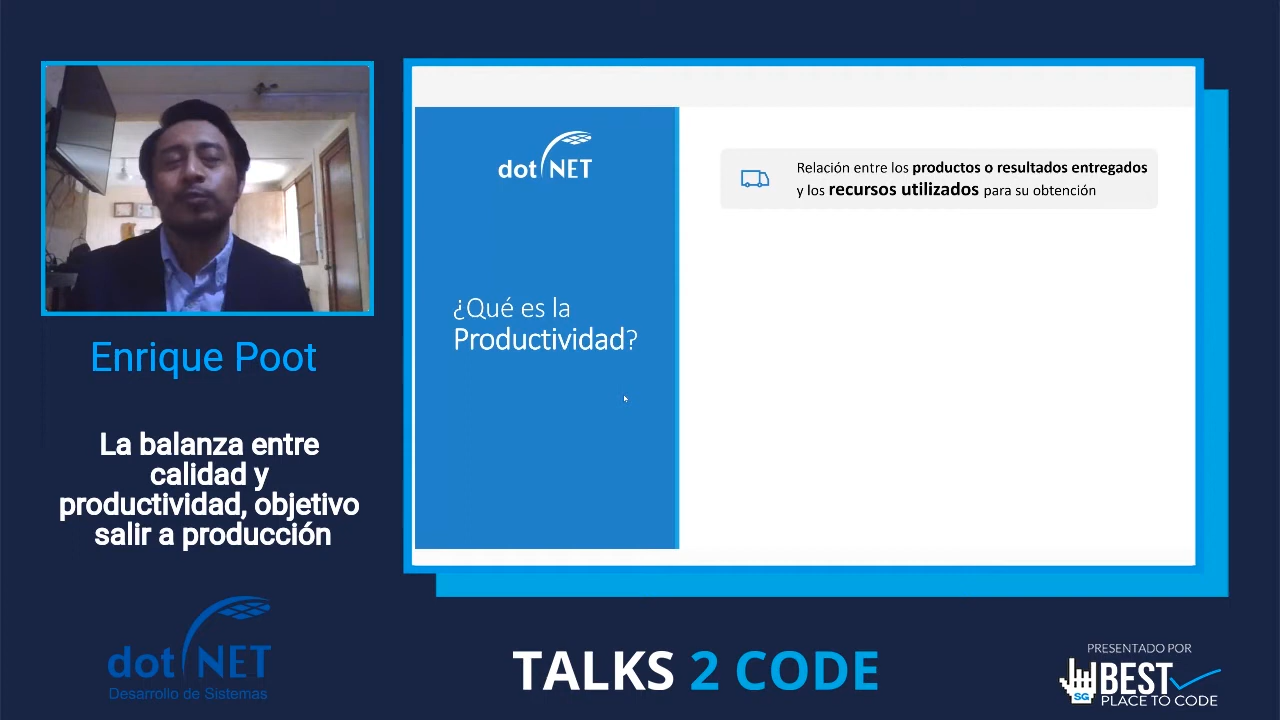 Enrique Poot
La balanza entre
calidad y
productividad, objetivo
salir a producción
dot NET
Desarrollo de Sistemas
dot NET
¿Qué es la
Productividad?
Relación entre los productos o resultados entregados
y los recursos utilizados para su obtención
TALKS 2 CODE
PRESENTADO POR
SG
BEST
PLACE TO CODE